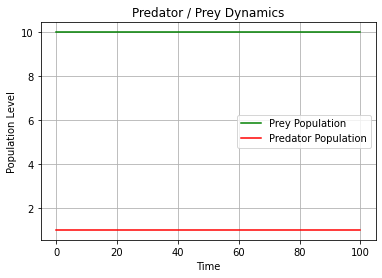 Predator / Prey Dynamics
Population Level
10
8
6
4
2
Prey Population
Predator Population
0 20 40 60 80 100
Time